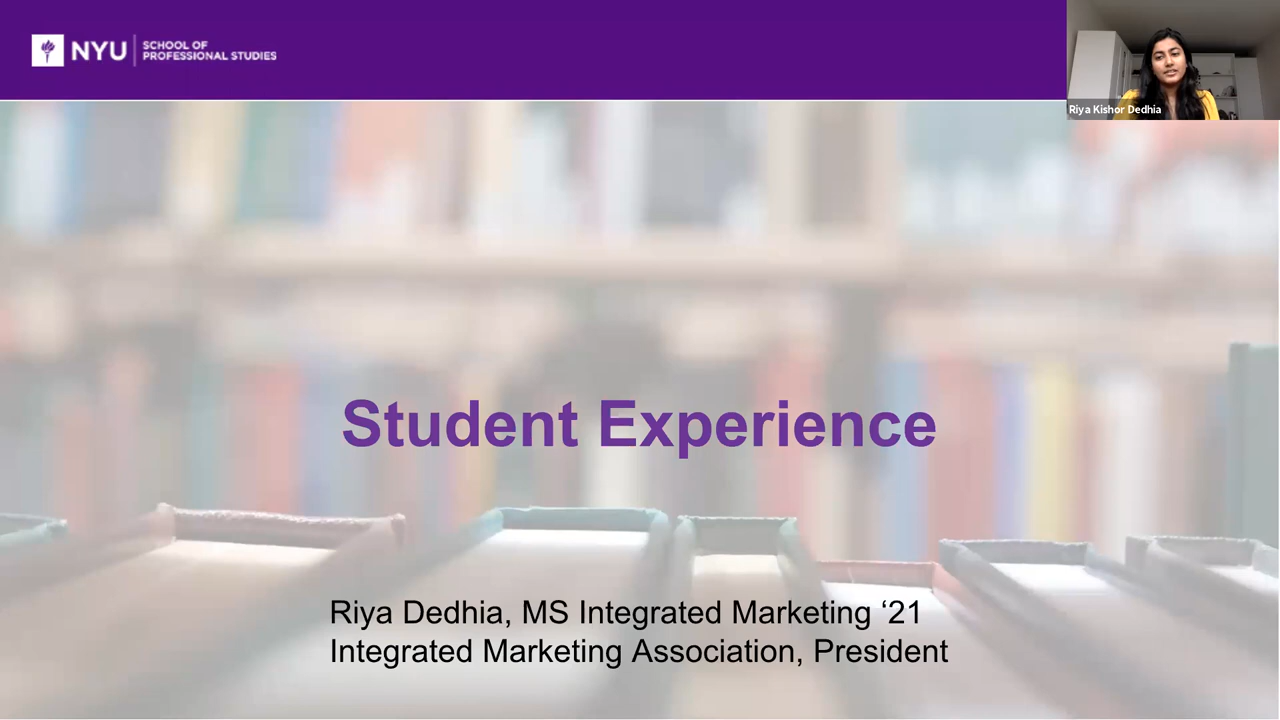 NYU
SCHOOL OF
PROFESSIONAL STUDIES
Riya Kishor Dedhia
Student Experience
Riya Dedhia, MS Integrated Marketing ‘21
Integrated Marketing Association, President